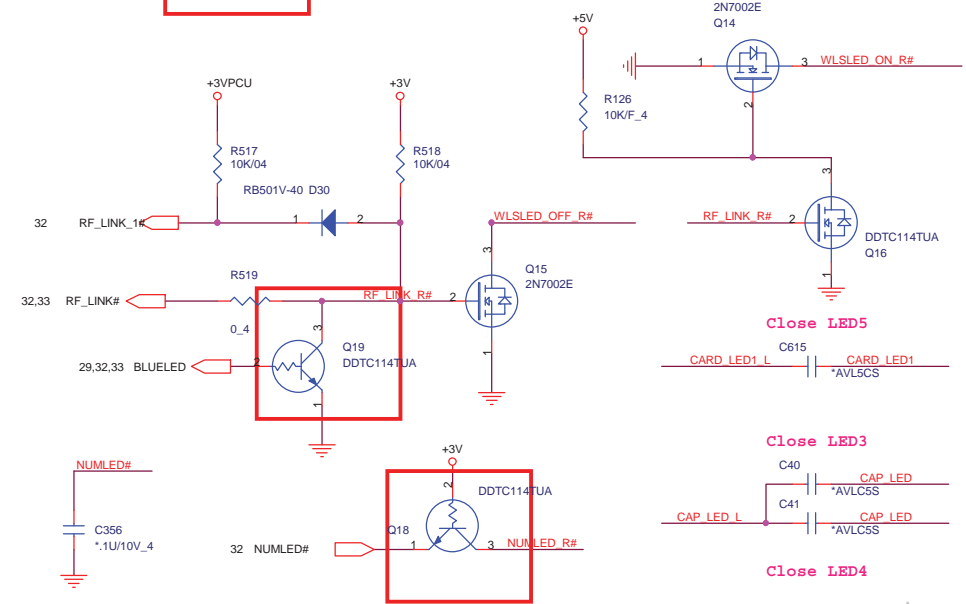 2N7002E
Q14
+5V
1
3
WLSLED_ON_R#
2
R126
10K/F_4
+3VPCU
+3V
R517
10K/04
R518
10K/04
RB501V-40 D30
32 RF_LINK_1#
1
2
WLSLED_OFF_R#
RF_LINK_R#
2
3
DDTC114TUA
Q16
1
3
Q15
2N7002E
R519
32,33 RF_LINK#
RF_LINK_R#
2
0_4
3
Q19
DDTC114TUA
1
29,32,33 BLUELED
2
1
Close LED5
C615
CARD_LED1_L
CARD_LED1
*AVL5CS
Close LED3
C40
CAP_LED
*AVLC5S
C41
CAP_LED_L
CAP_LED
*AVLC5S
Close LED4
NUMLED#
C356
*.1U/10V_4
+3V
2
DDTC114TUA
Q18
32 NUMLED#
1
3
NUMLED_R#